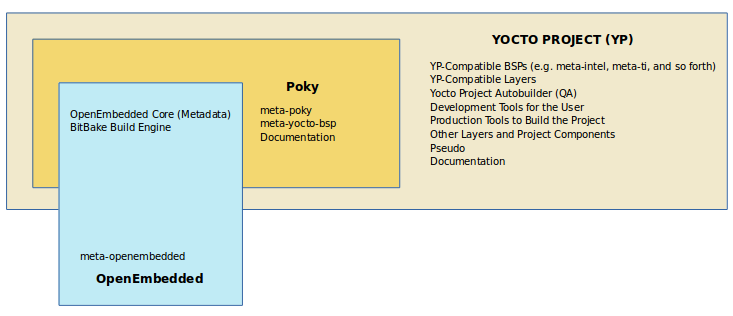 YOCTO PROJECT (YP)
YP-Compatible BSPs (e.g. meta-intel, meta-ti, and so forth)
YP-Compatible Layers
Yocto Project Autobuilder (QA)
Development Tools for the User
Production Tools to Build the Project
Other Layers and Project Components
Pseudo
Documentation
Poky
meta-poky
meta-yocto-bsp
Documentation
OpenEmbedded Core (Metadata)
BitBake Build Engine
meta-openembedded
OpenEmbedded